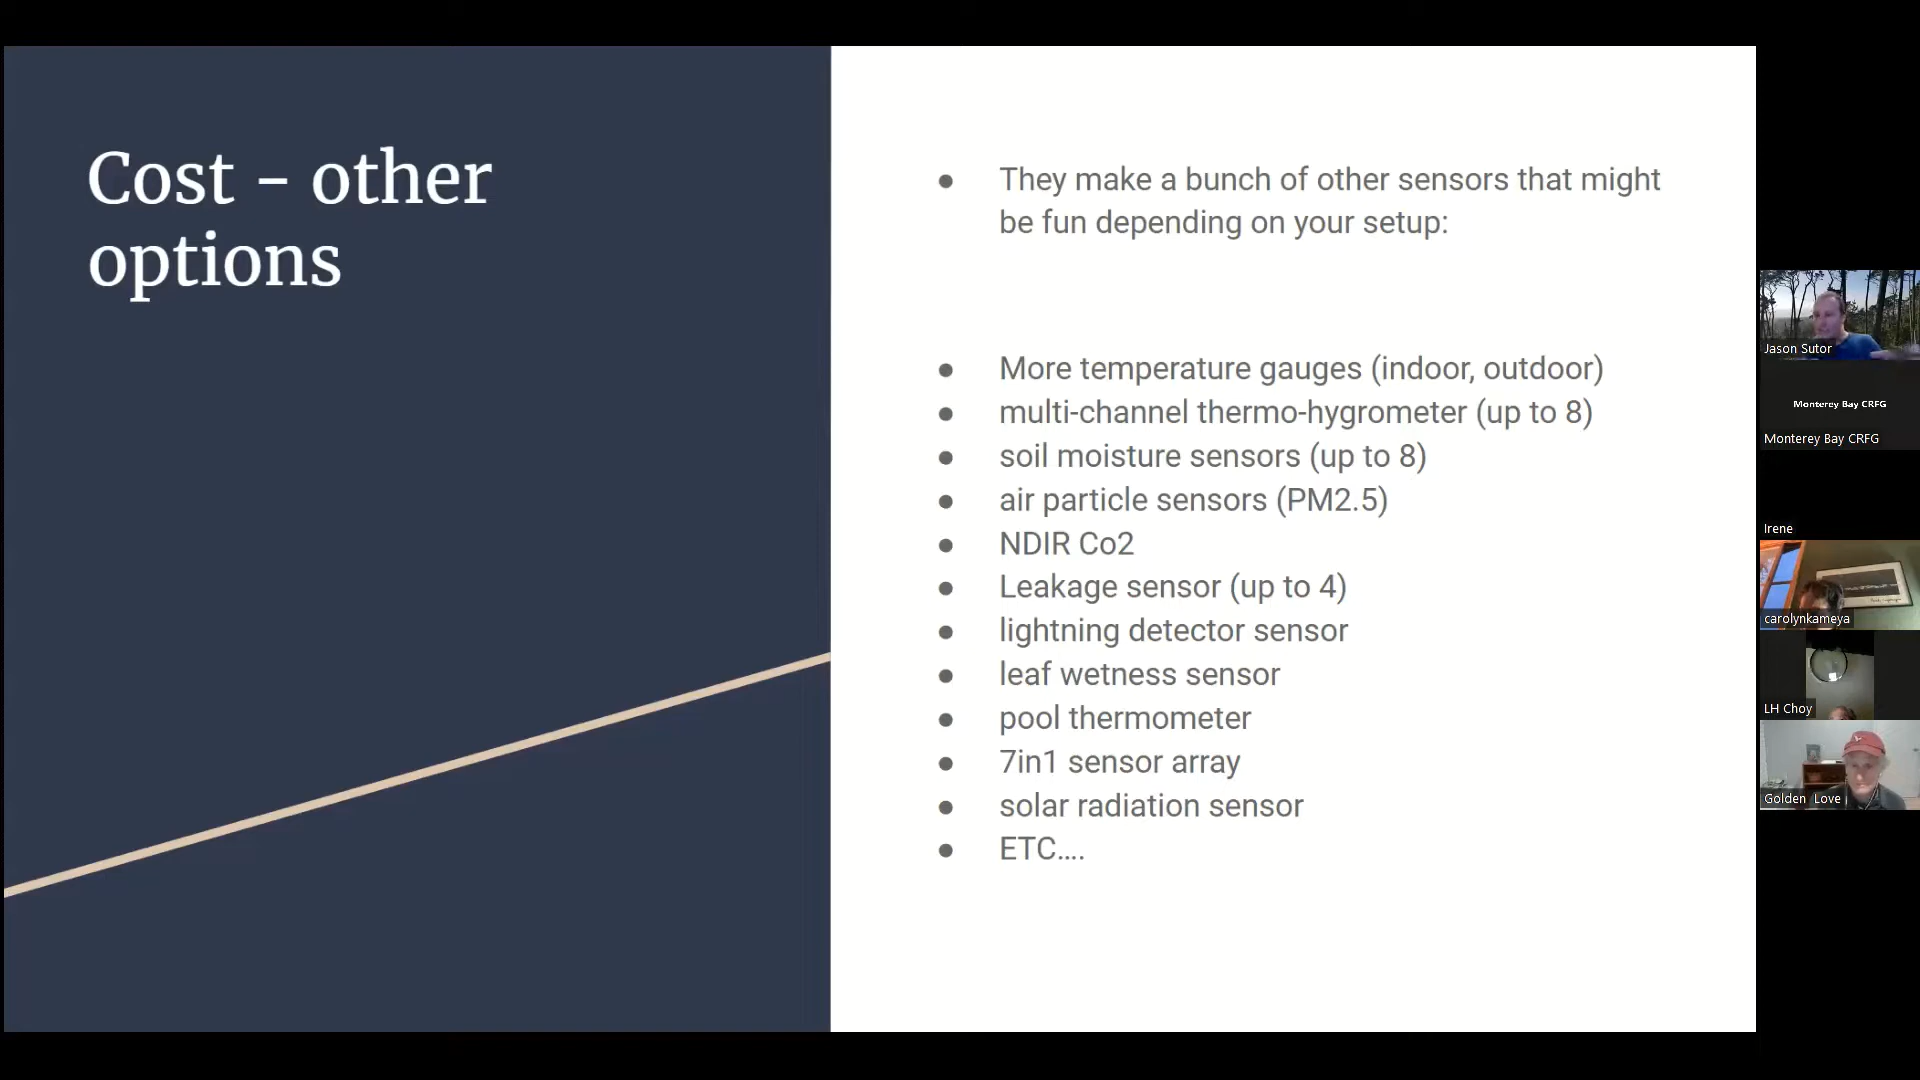 Cost - other
options
They make a bunch of other sensors that might
be fun depending on your setup:
More temperature gauges (indoor, outdoor)
multi-channel thermo-hygrometer (up to 8)
soil moisture sensors (up to 8)
air particle sensors (PM2.5)
NDIR Co2
Leakage sensor (up to 4)
lightning detector sensor
leaf wetness sensor
pool thermometer
7in1 sensor array
solar radiation sensor
ETC....
Jason Sutor
Monterey Bay CRFG
Monterey Bay CRFG
Irene
carolynkameya
LH Choy
Golden Love